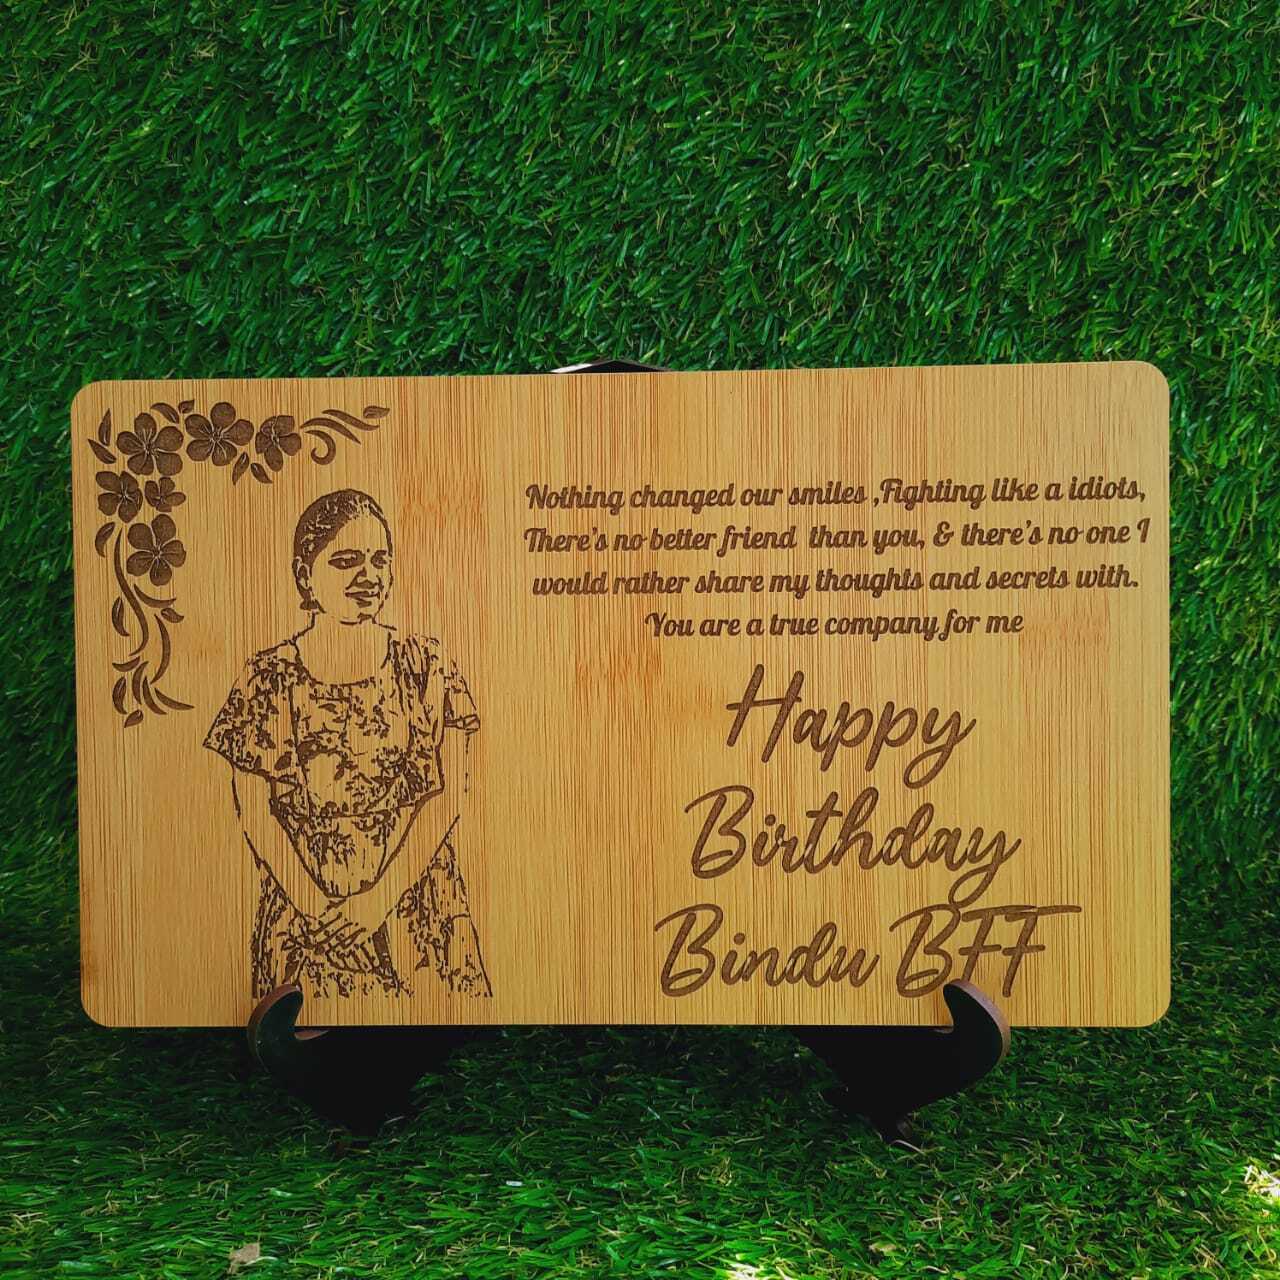 Nothing changed our smiles ,Fighting like a idiots,
There's no better friend than you, & there's no one I
would rather share my thoughts and secrets with.
You are a true company for me
Happy
Birthday
Bindu BFF